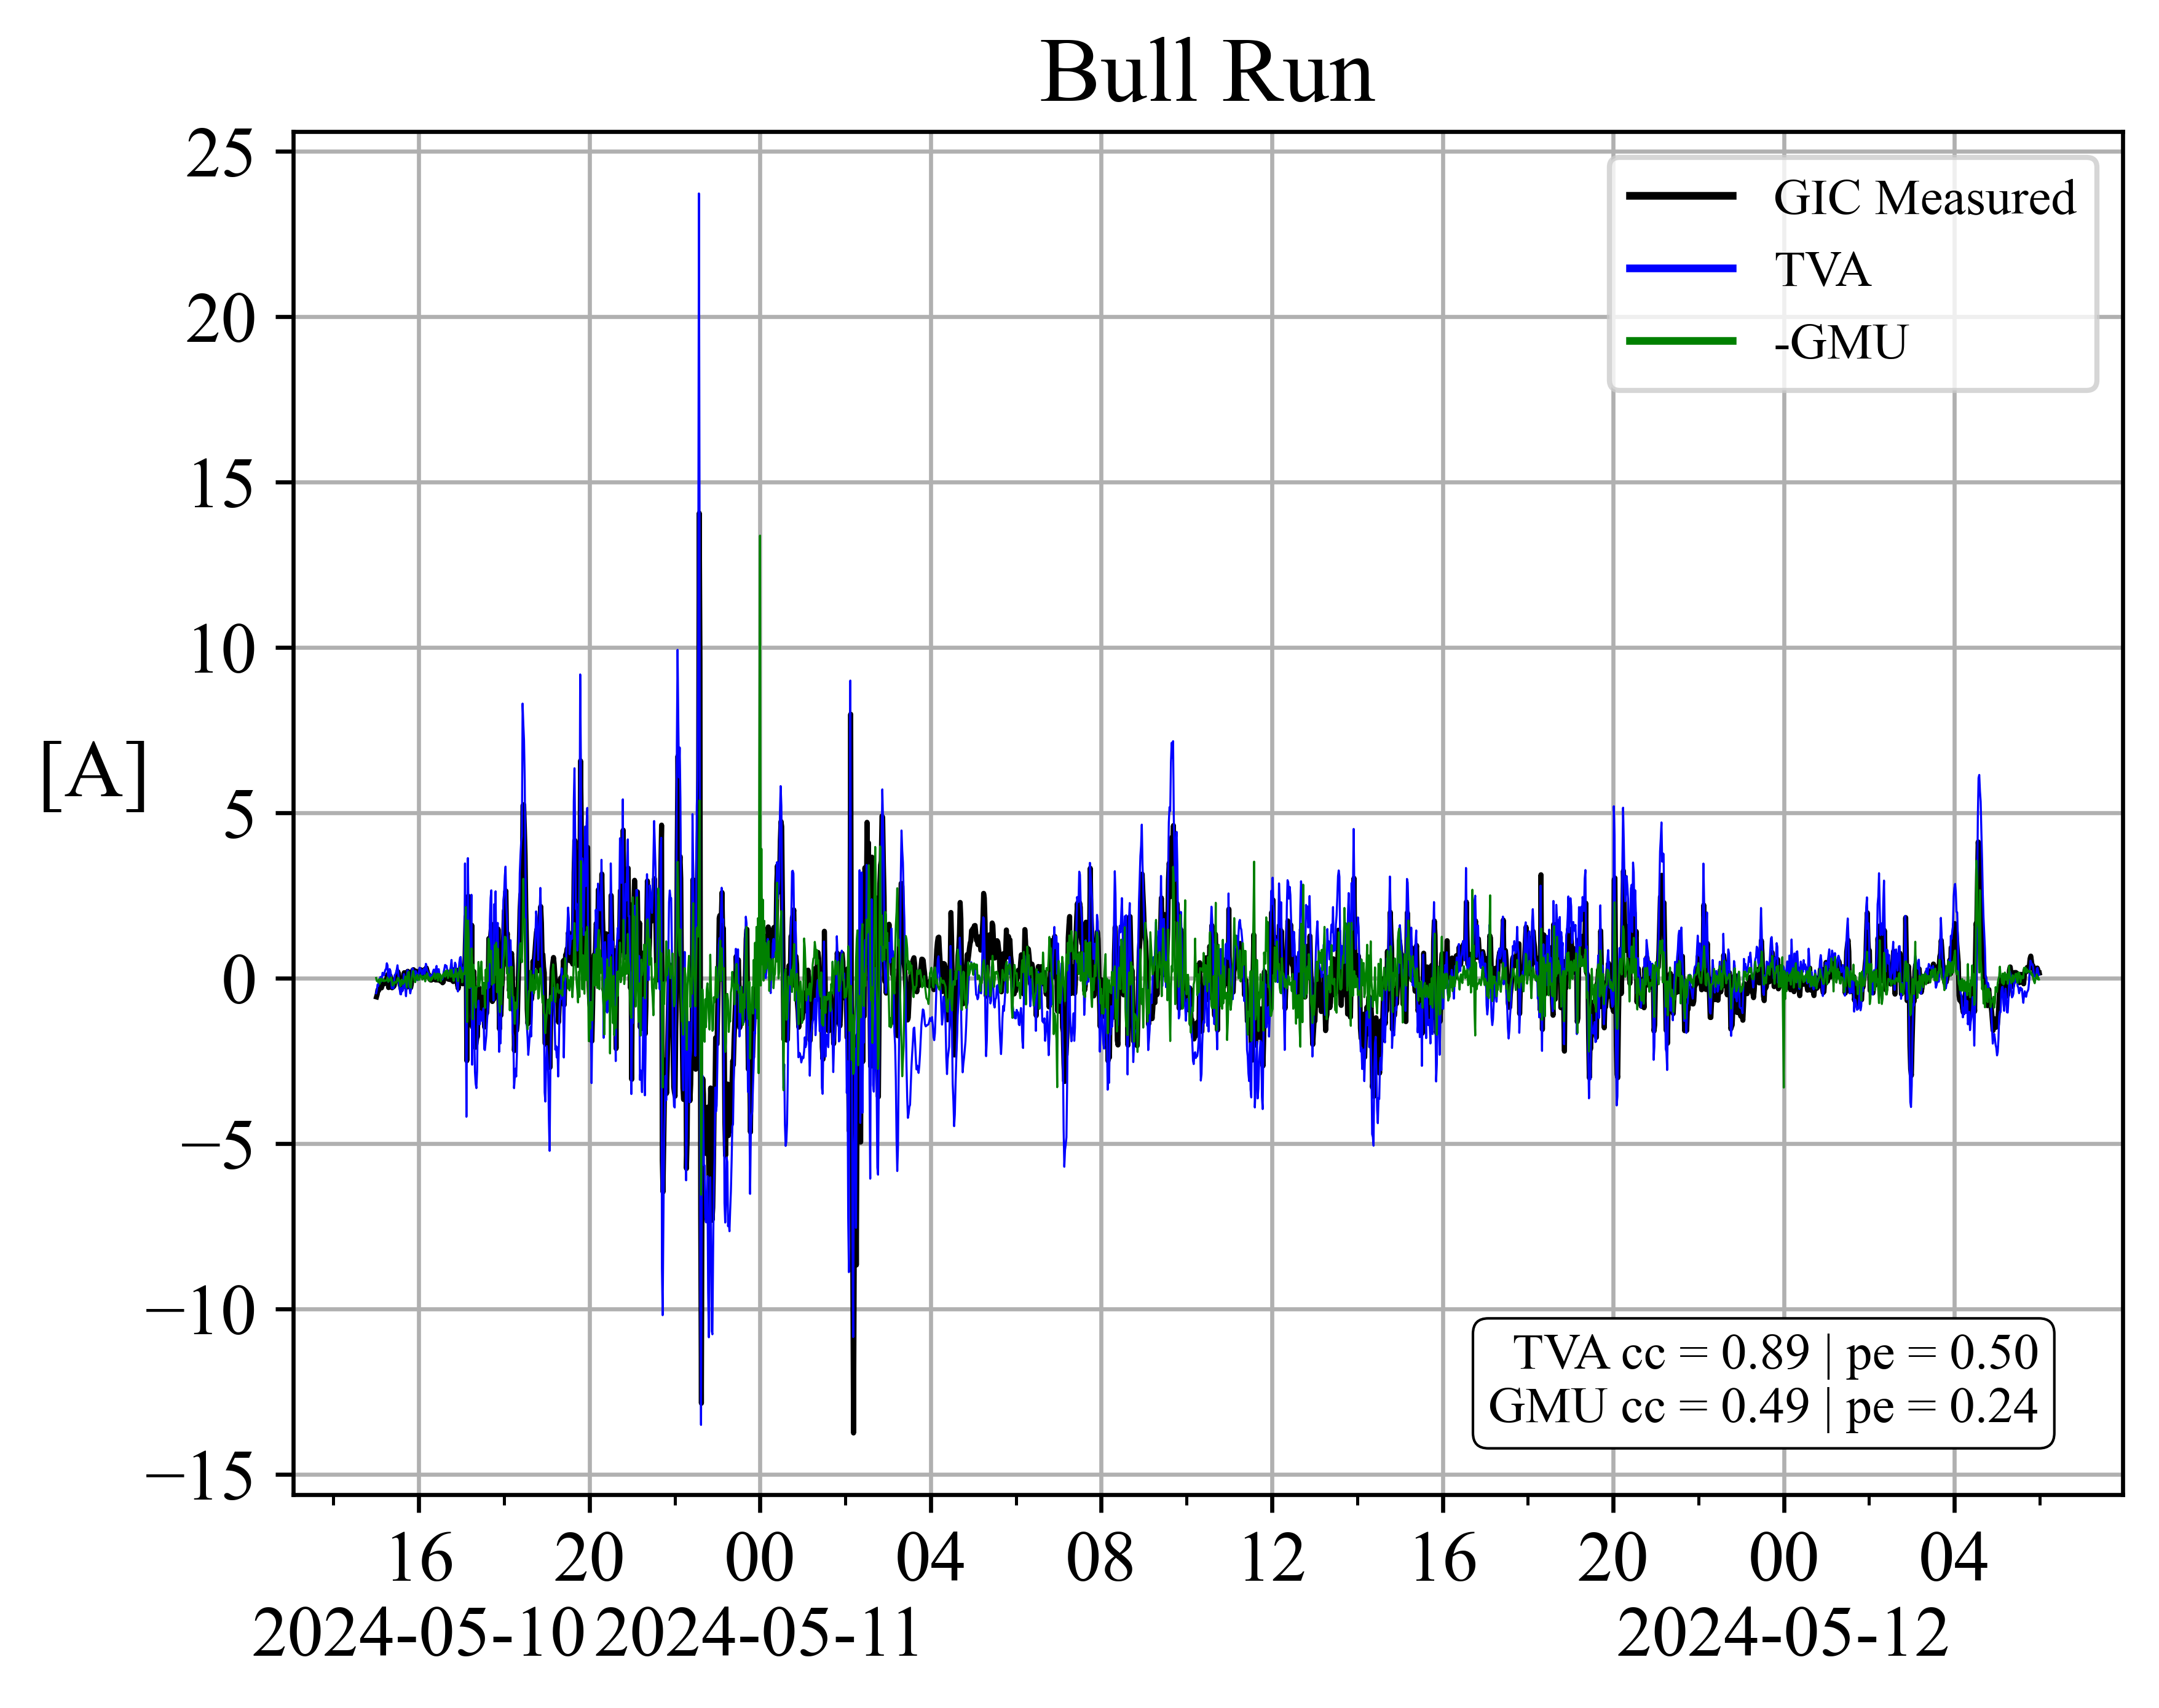 Bull Run
25
20
15
10
5
0
−5
−10
−15
[A]
GIC Measured
TVA
-GMU
TVA cc = 0.89 | pe = 0.50
GMU cc = 0.49 | pe = 0.24
16 20 00 04 08 12 16 20 00 04
2024-05-10 2024-05-11 2024-05-12